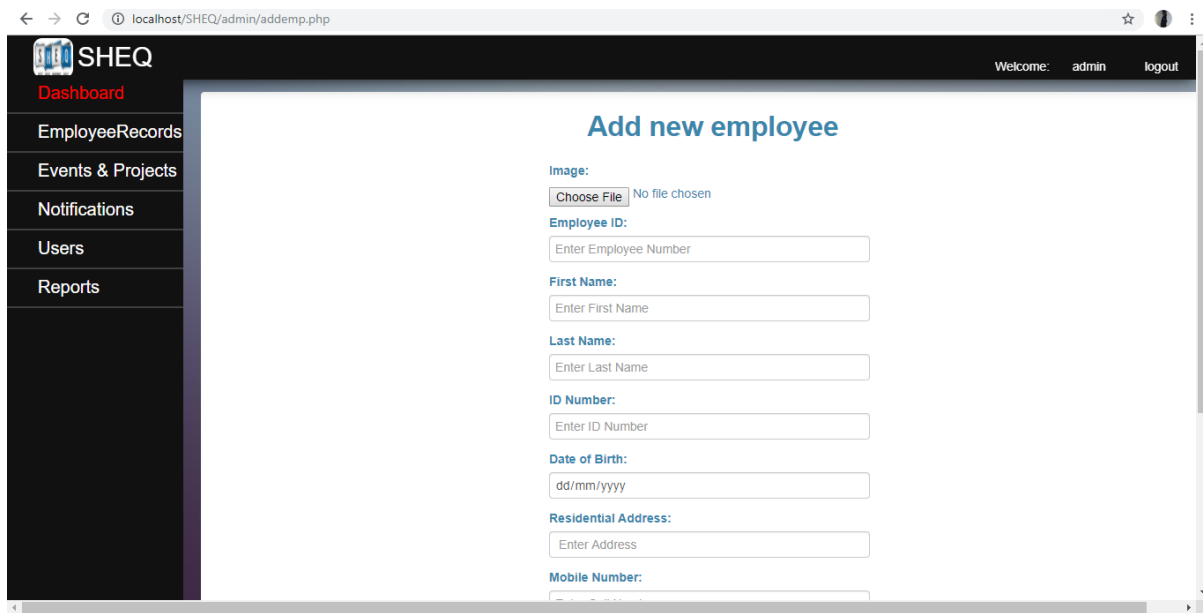 localhost/SHEQ/admin/addemp.php
SHEQ SHEQ
Welcome: admin logout
Dashboard
EmployeeRecords
Events & Projects
Notifications
Users
Reports
Add new employee
Image:
Choose File No file chosen
Employee ID:
Enter Employee Number
First Name:
Enter First Name
Last Name:
Enter Last Name
ID Number:
Enter ID Number
Date of Birth:
dd/mm/yyyy
Residential Address:
Enter Address
Mobile Number: